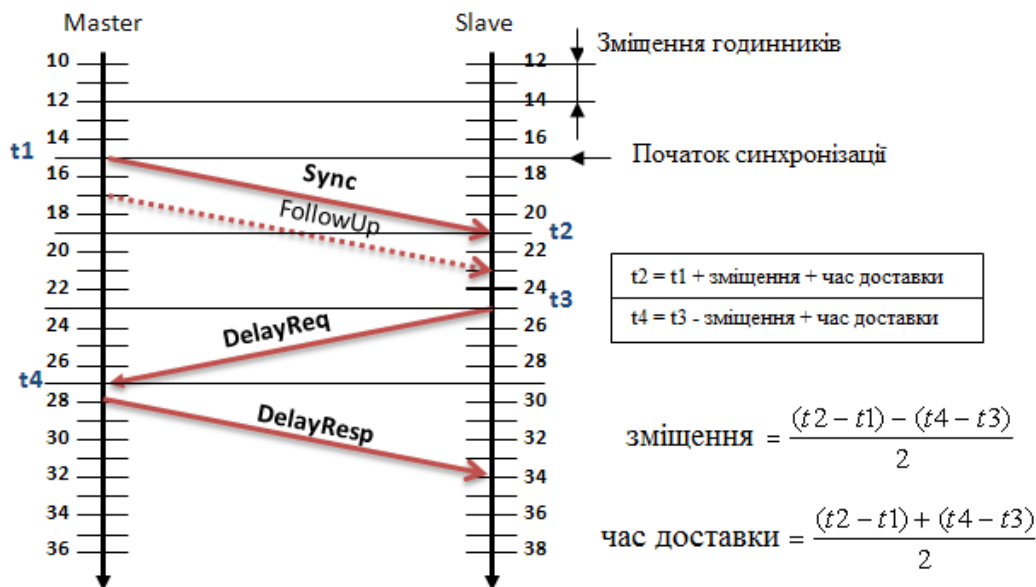 Master Slave
Зміщення годинників
10 12
12 14
14 16
t1 Початок синхронізації
16 Sync 18
18 FollowUp 20
t2
20 22
t2 = t1 + зміщення + час доставки
22 24
t3
t4 = t3 - зміщення + час доставки
24 DelayReq 26
26 28
t4
28 30
DelayResp
зміщення = (t2 – t1) – (t4 – t3)
2
30 32
32 34
34 36
час доставки = (t2 – t1) + (t4 – t3)
2
36 38